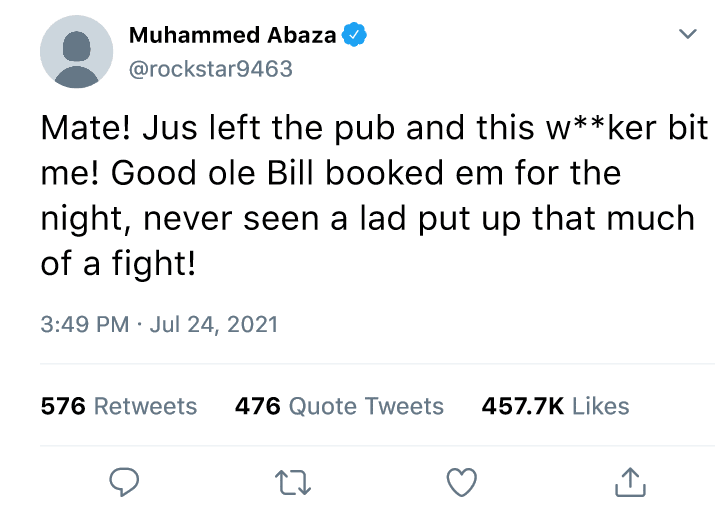 Muhammed Abaza
@rockstar9463
Mate! Jus left the pub and this w**ker bit
me! Good ole Bill booked em for the
night, never seen a lad put up that much
of a fight!
3:49 PM · Jul 24, 2021
576 Retweets 476 Quote Tweets 457.7K Likes